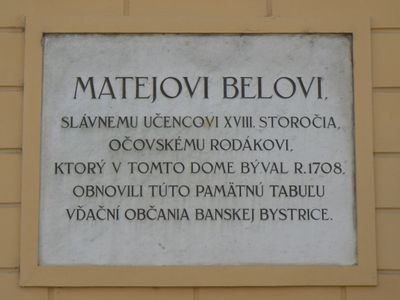 MATEJOVI BELOVI,
SLÁVNEMU UČENCOVI XVIII. STOROČIA,
OČOVSKÉMU RODÁKOVI,
KTORÝ V TOMTO DOME BÝVAL R.1708.
OBNOVILI TÚTO PAMÄTNÚ TABUĽU
VĎAČNÍ OBČANIA BANSKEJ BYSTRICE.